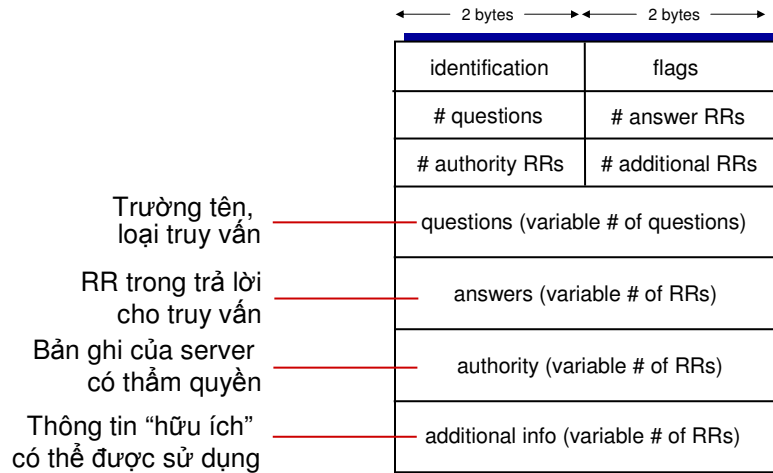 2 bytes 2 bytes
identification flags
# questions # answer RRs
# authority RRs # additional RRs
Trường tên,
loại truy vấn
questions (variable # of questions)
RR trong trả lời
cho truy vấn
answers (variable # of RRs)
Bản ghi của server
có thẩm quyền
authority (variable # of RRs)
Thông tin “hữu ích”
có thể được sử dụng
additional info (variable # of RRs)